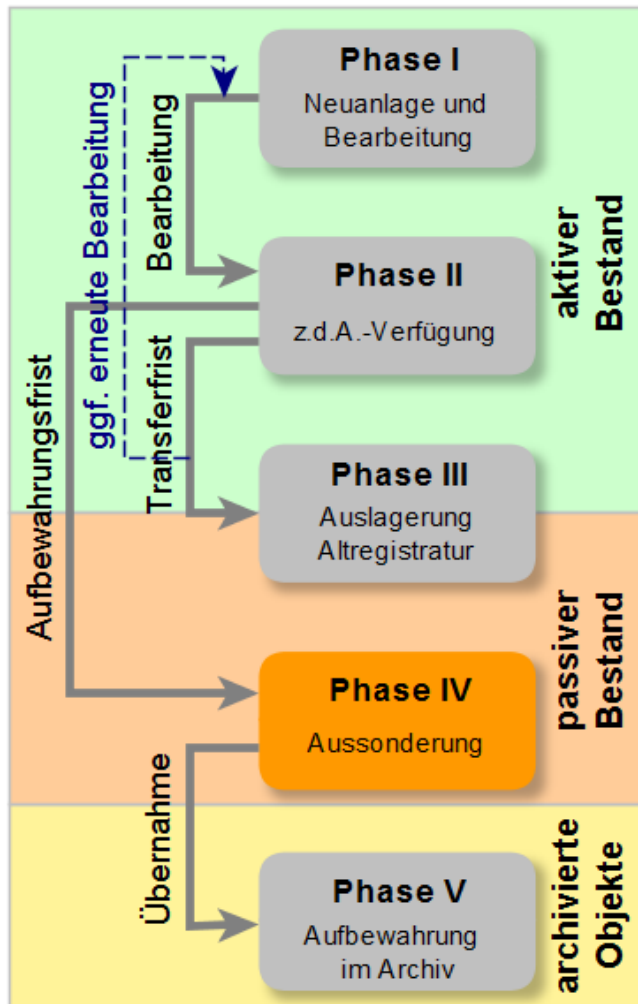 Phase I
Neuanlage und
Bearbeitung
ggf. erneute Bearbeitung
Bearbeitung
aktiver
Bestand
Phase II
z.d.A.-Verfügung
Aufbewahrungsfrist
Transferfrist
Phase III
Auslagerung
Altregistratur
passiver
Bestand
Phase IV
Aussonderung
Übernahme
Phase V
Aufbewahrung
im Archiv
archivierte
Objekte